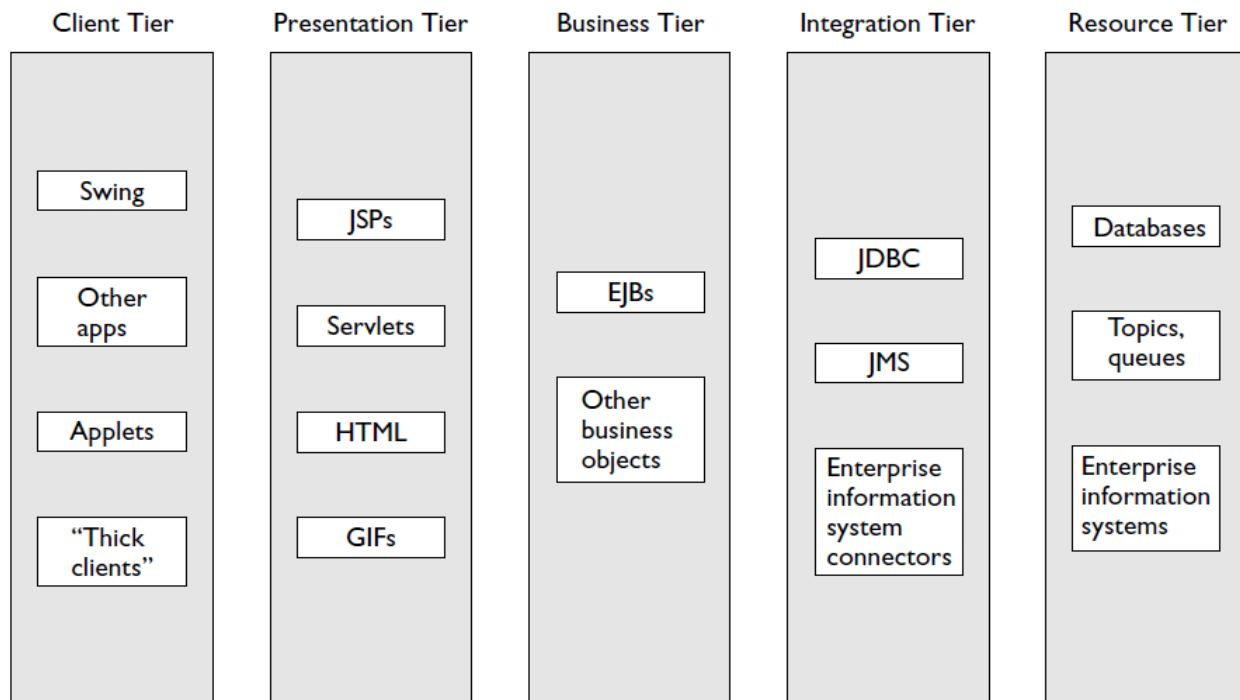 Client Tier
Swing
Other
apps
Applets
“Thick
clients”
Presentation Tier
JSPs
Servlets
HTML
GIFs
Business Tier
EJBs
Other
business
objects
Integration Tier
JDBC
JMS
Enterprise
information
system
connectors
Resource Tier
Databases
Topics,
queues
Enterprise
information
systems